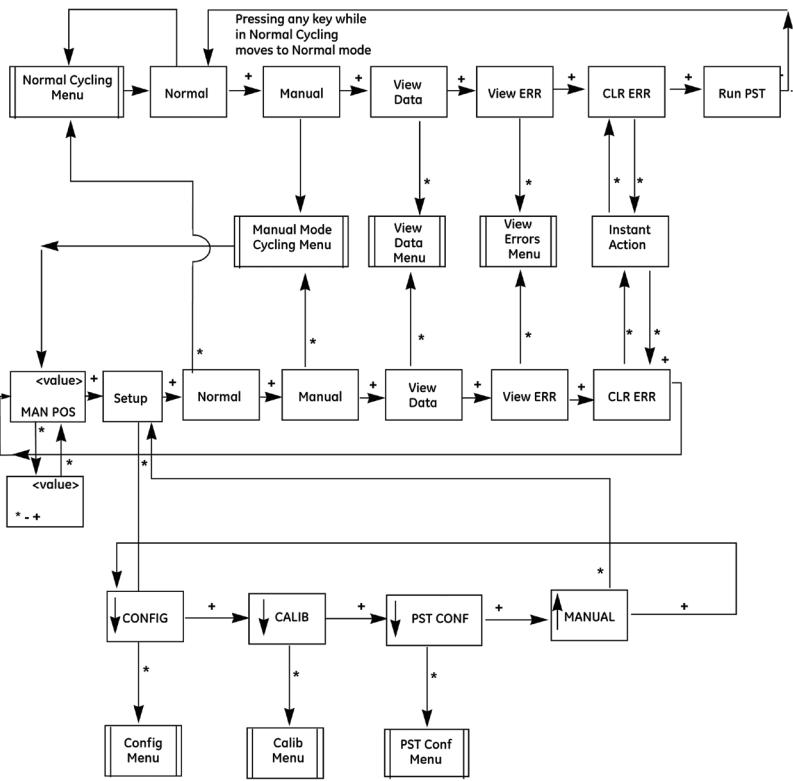 Pressing any key while
in Normal Cycling
moves to Normal mode
Normal Cycling
Menu
Normal
+
Manual
+
View
Data
+
View ERR
+
CLR ERR
+
Run PST
*
*
*
*
Manual Mode
Cycling Menu
View
Data
Menu
View
Errors
Menu
Instant
Action
*
*
*
*
*
*
+
<value>
MAN POS
+
Setup
+
Normal
+
Manual
+
View
Data
+
View ERR
+
CLR ERR
*
*
*
<value>
* - +
*
CONFIG
+
CALIB
+
PST CONF
+
MANUAL
+
*
*
*
Config
Menu
Calib
Menu
PST Conf
Menu